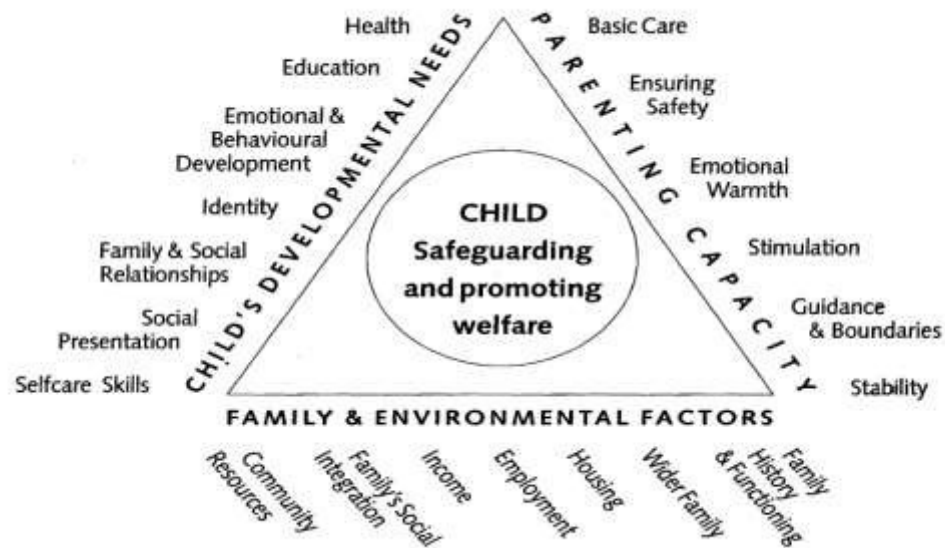 Health
Education
Emotional &
Behavioural
Development
Identity
Family & Social
Relationships
Social
Presentation
Selfcare Skills
CHILD'S DEVELOPMENTAL NEEDS
CHILD
Safeguarding
and promoting
welfare
PARENTING CAPACITY
Basic Care
Ensuring
Safety
Emotional
Warmth
Stimulation
Guidance
& Boundaries
Stability
FAMILY & ENVIRONMENTAL FACTORS
Community
Resources
Family's Social
Integration
Income
Employment
Housing
Wider Family
Family
History
& Functioning